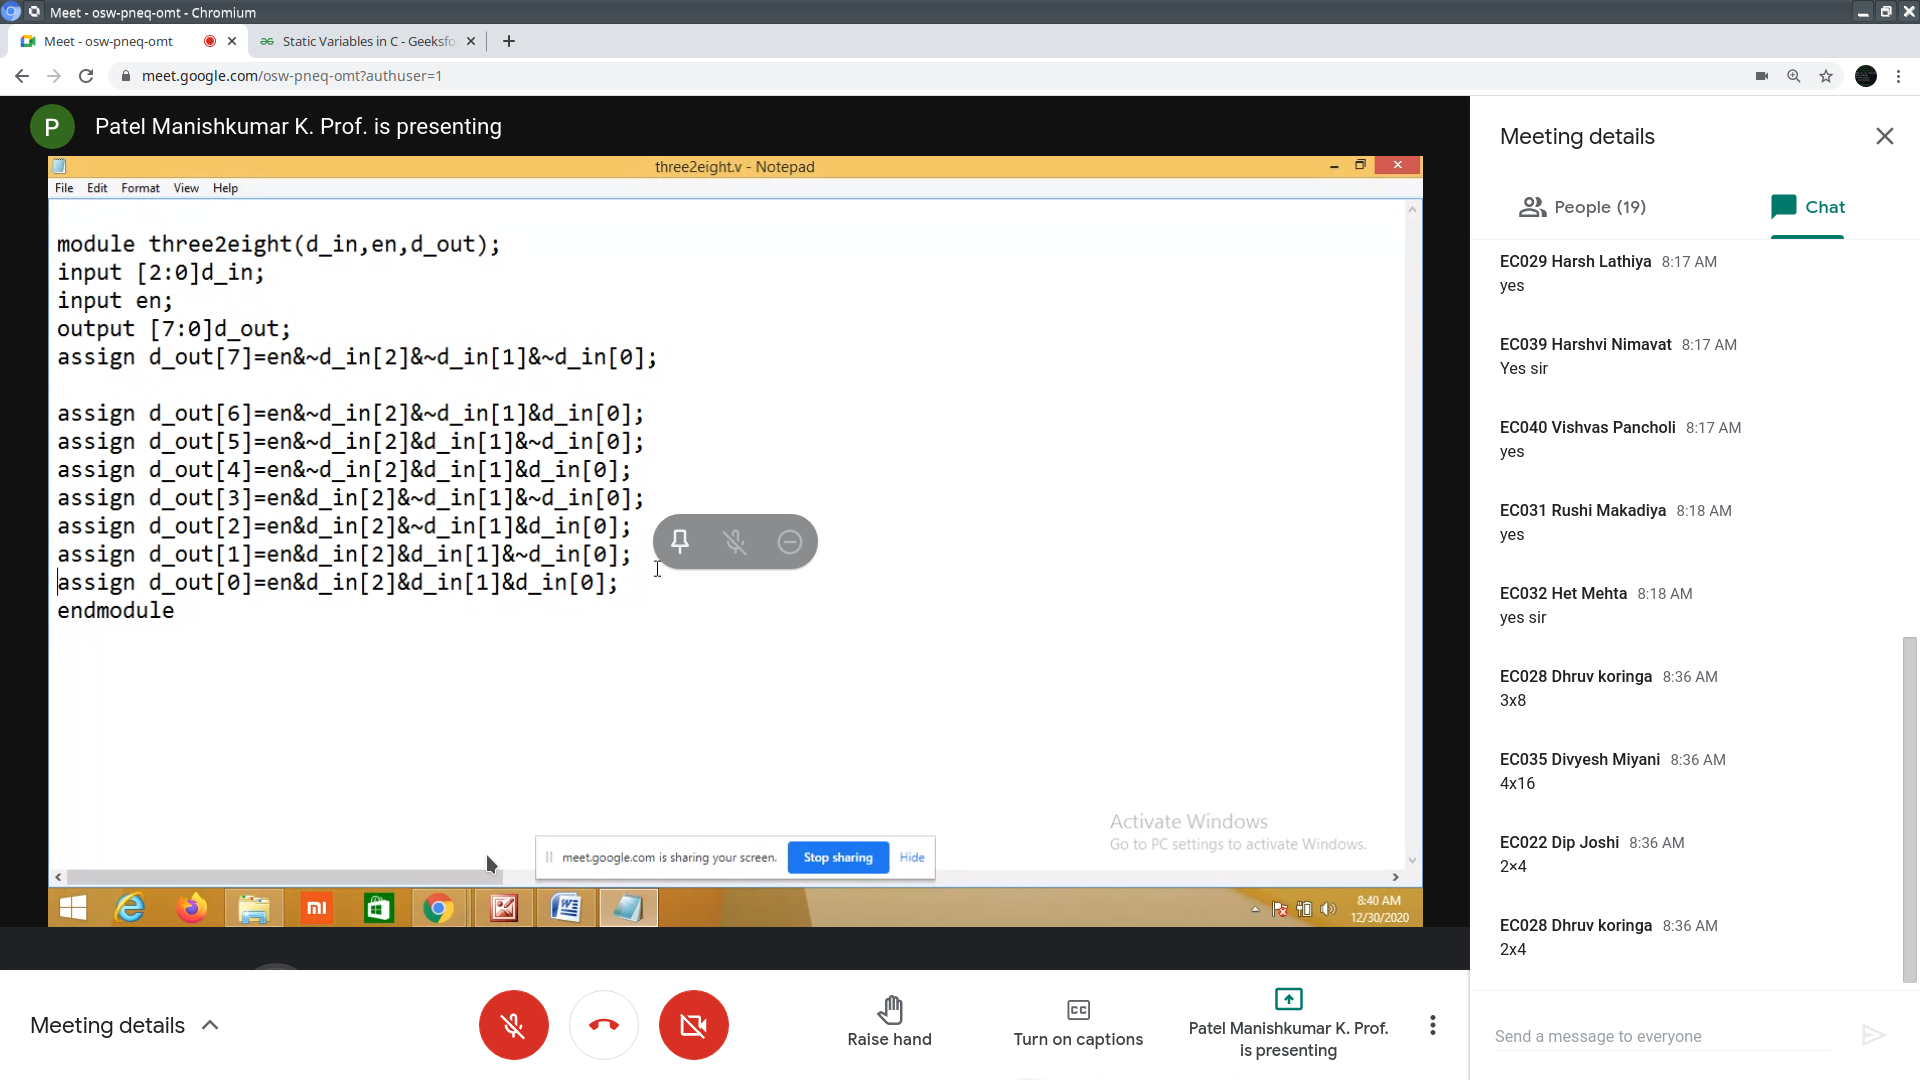 Meet - osw-pneq-omt - Chromium
Meet - osw-pneq-omt
Static Variables in C - Geeksfo
meet.google.com/osw-pneq-omt?authuser=1
P
Patel Manishkumar K. Prof. is presenting
three2eight.v - Notepad
File Edit Format View Help
module three2eight(d_in,en,d_out);
input [2:0]d_in;
input en;
output [7:0]d_out;
assign d_out[7]=en&~d_in[2]&~d_in[1]&~d_in[0];
assign d_out[6]=en&~d_in[2]&~d_in[1]&d_in[0];
assign d_out[5]=en&~d_in[2]&d_in[1]&~d_in[0];
assign d_out[4]=en&~d_in[2]&d_in[1]&d_in[0];
assign d_out[3]=en&d_in[2]&~d_in[1]&~d_in[0];
assign d_out[2]=en&d_in[2]&~d_in[1]&d_in[0];
assign d_out[1]=en&d_in[2]&d_in[1]&~d_in[0];
assign d_out[0]=en&d_in[2]&d_in[1]&d_in[0];
endmodule
Activate Windows
Go to PC settings to activate Windows.
meet.google.com is sharing your screen. Stop sharing Hide
mi
8:40 AM
12/30/2020
Meeting details
Raise hand
CC
Turn on captions
Patel Manishkumar K. Prof.
is presenting
Meeting details
People (19) Chat
EC029 Harsh Lathiya 8:17 AM
yes
EC039 Harshvi Nimavat 8:17 AM
Yes sir
EC040 Vishvas Pancholi 8:17 AM
yes
EC031 Rushi Makadiya 8:18 AM
yes
EC032 Het Mehta 8:18 AM
yes sir
EC028 Dhruv koringa 8:36 AM
3x8
EC035 Divyesh Miyani 8:36 AM
4x16
EC022 Dip Joshi 8:36 AM
2×4
EC028 Dhruv koringa 8:36 AM
2x4
Send a message to everyone